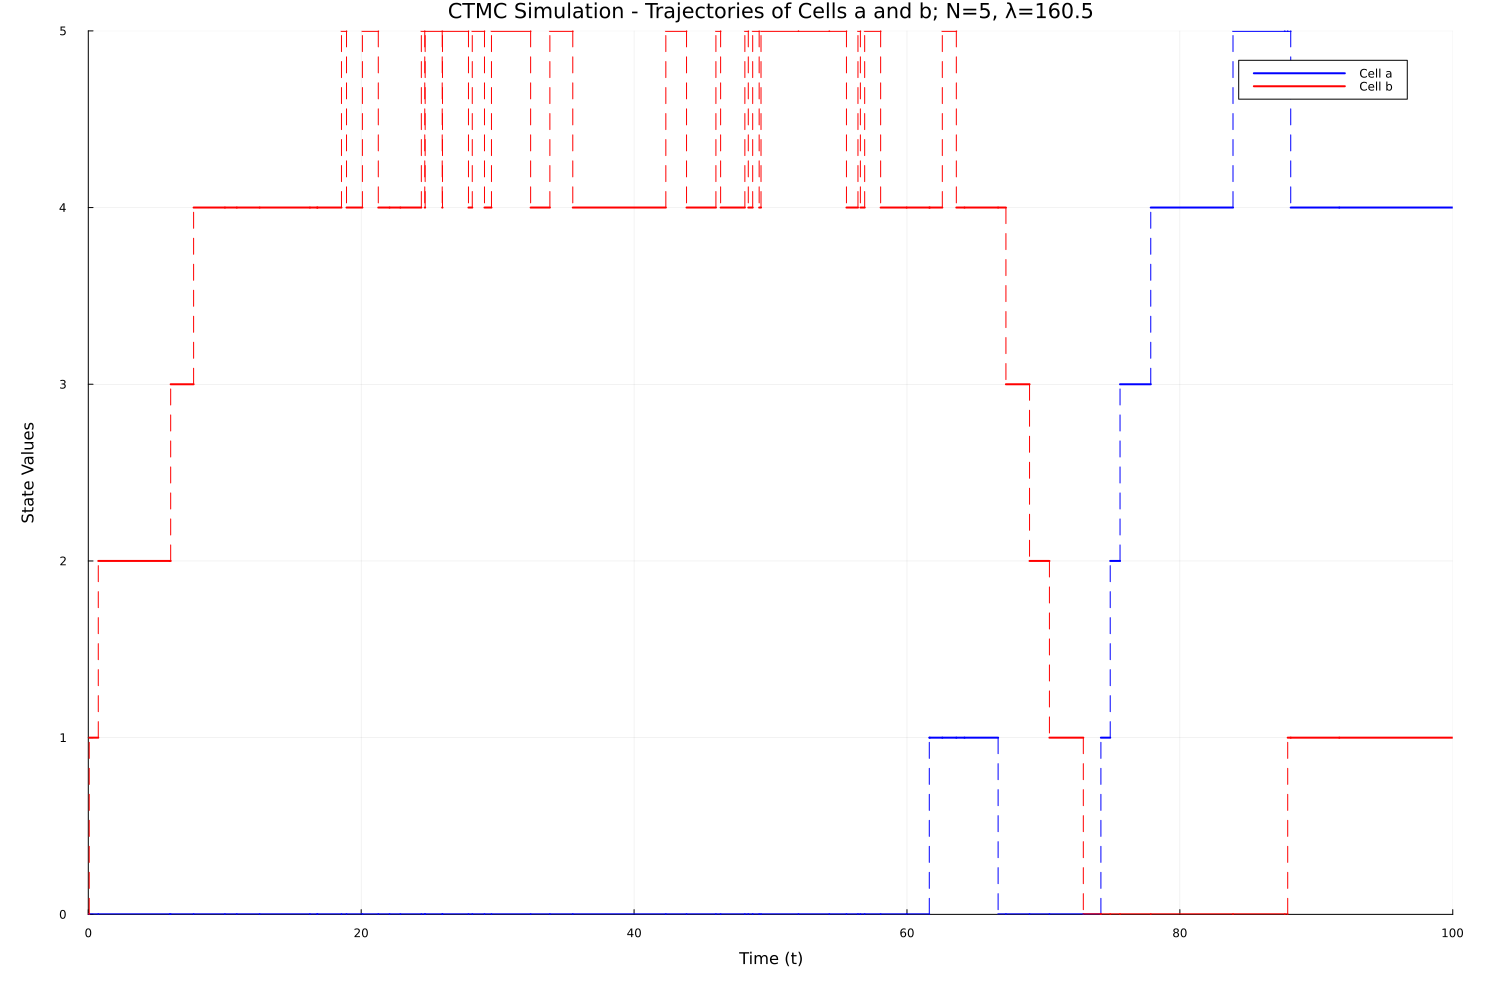 CTMC Simulation - Trajectories of Cells a and b; N=5, λ=160.5
5
Cell a
Cell b
4
3
State Values
2
1
0
0 20 40 60 80 100
Time (t)